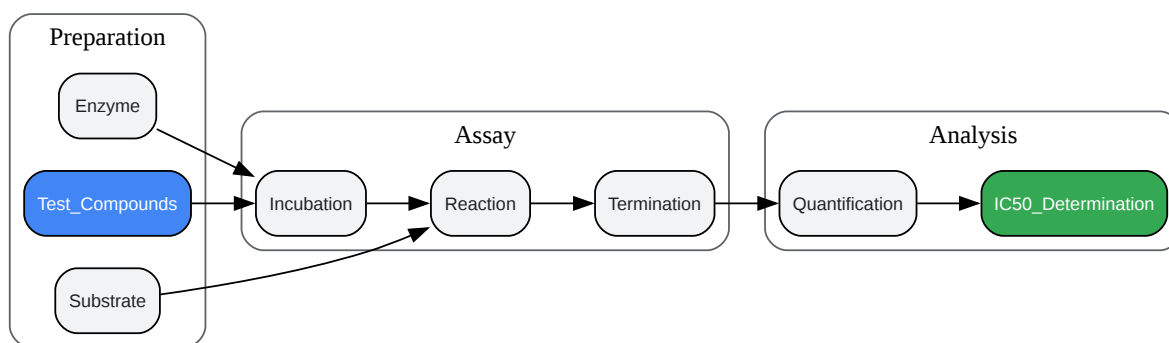 Preparation
Enzyme
Test_Compounds
Substrate
Assay
Incubation
Reaction
Termination
Analysis
Quantification
IC50_Determination